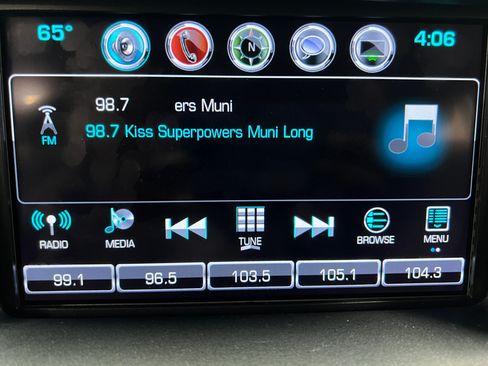 65° N 4:06
98.7 ers Muni
FM 98.7 Kiss Superpowers Muni Long
RADIO MEDIA TUNE BROWSE MENU
99.1 96.5 103.5 105.1 104.3